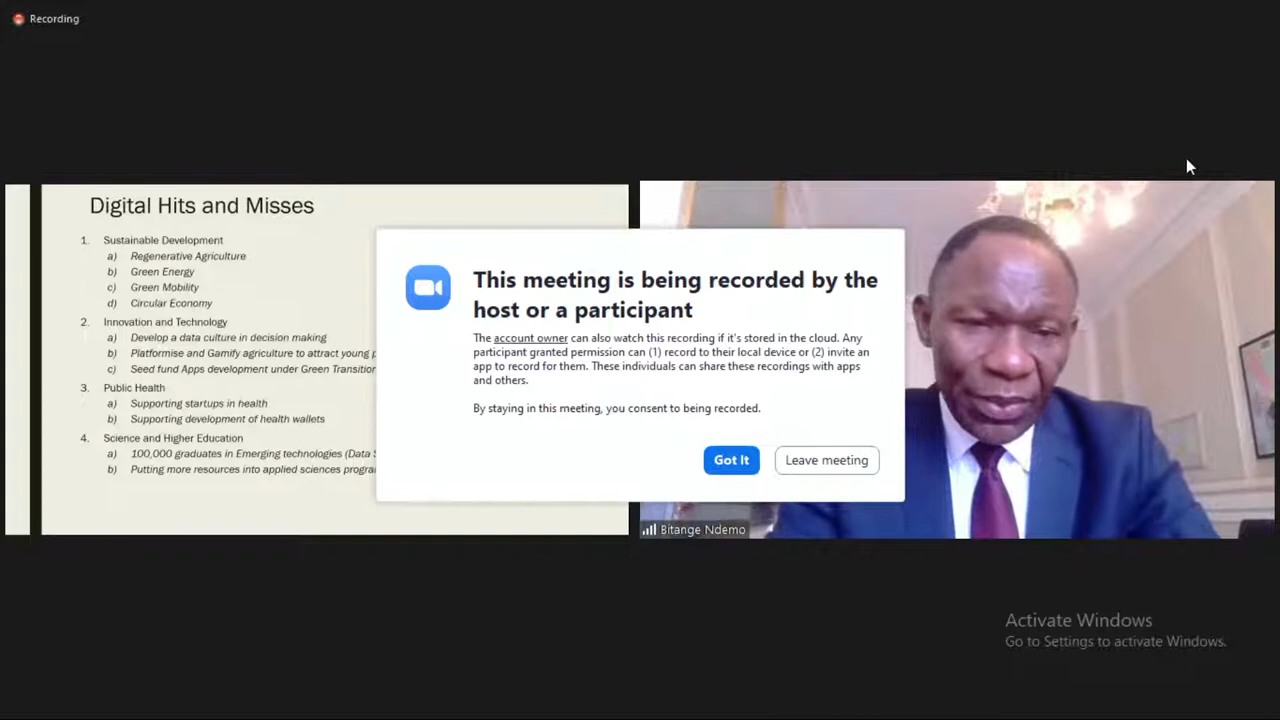 Recording
Digital Hits and Misses
1. Sustainable Development
a) Regenerative Agriculture
b) Green Energy
c) Green Mobility
d) Circular Economy
2. Innovation and Technology
a) Develop a data culture in decision making
b) Platformise and Gamify agriculture to attract young
c) Seed fund Apps development under Green Transition
3. Public Health
a) Supporting startups in health
b) Supporting development of health wallets
4. Science and Higher Education
a) 100,000 graduates in Emerging technologies (Data
b) Putting more resources into applied sciences
This meeting is being recorded by the
host or a participant
The account owner can also watch this recording if it's stored in the cloud. Any
participant granted permission can (1) record to their local device or (2) invite an
app to record for them. These individuals can share these recordings with apps
and others.
By staying in this meeting, you consent to being recorded.
Got It
Leave meeting
Bitange Ndemo
Activate Windows
Go to Settings to activate Windows.